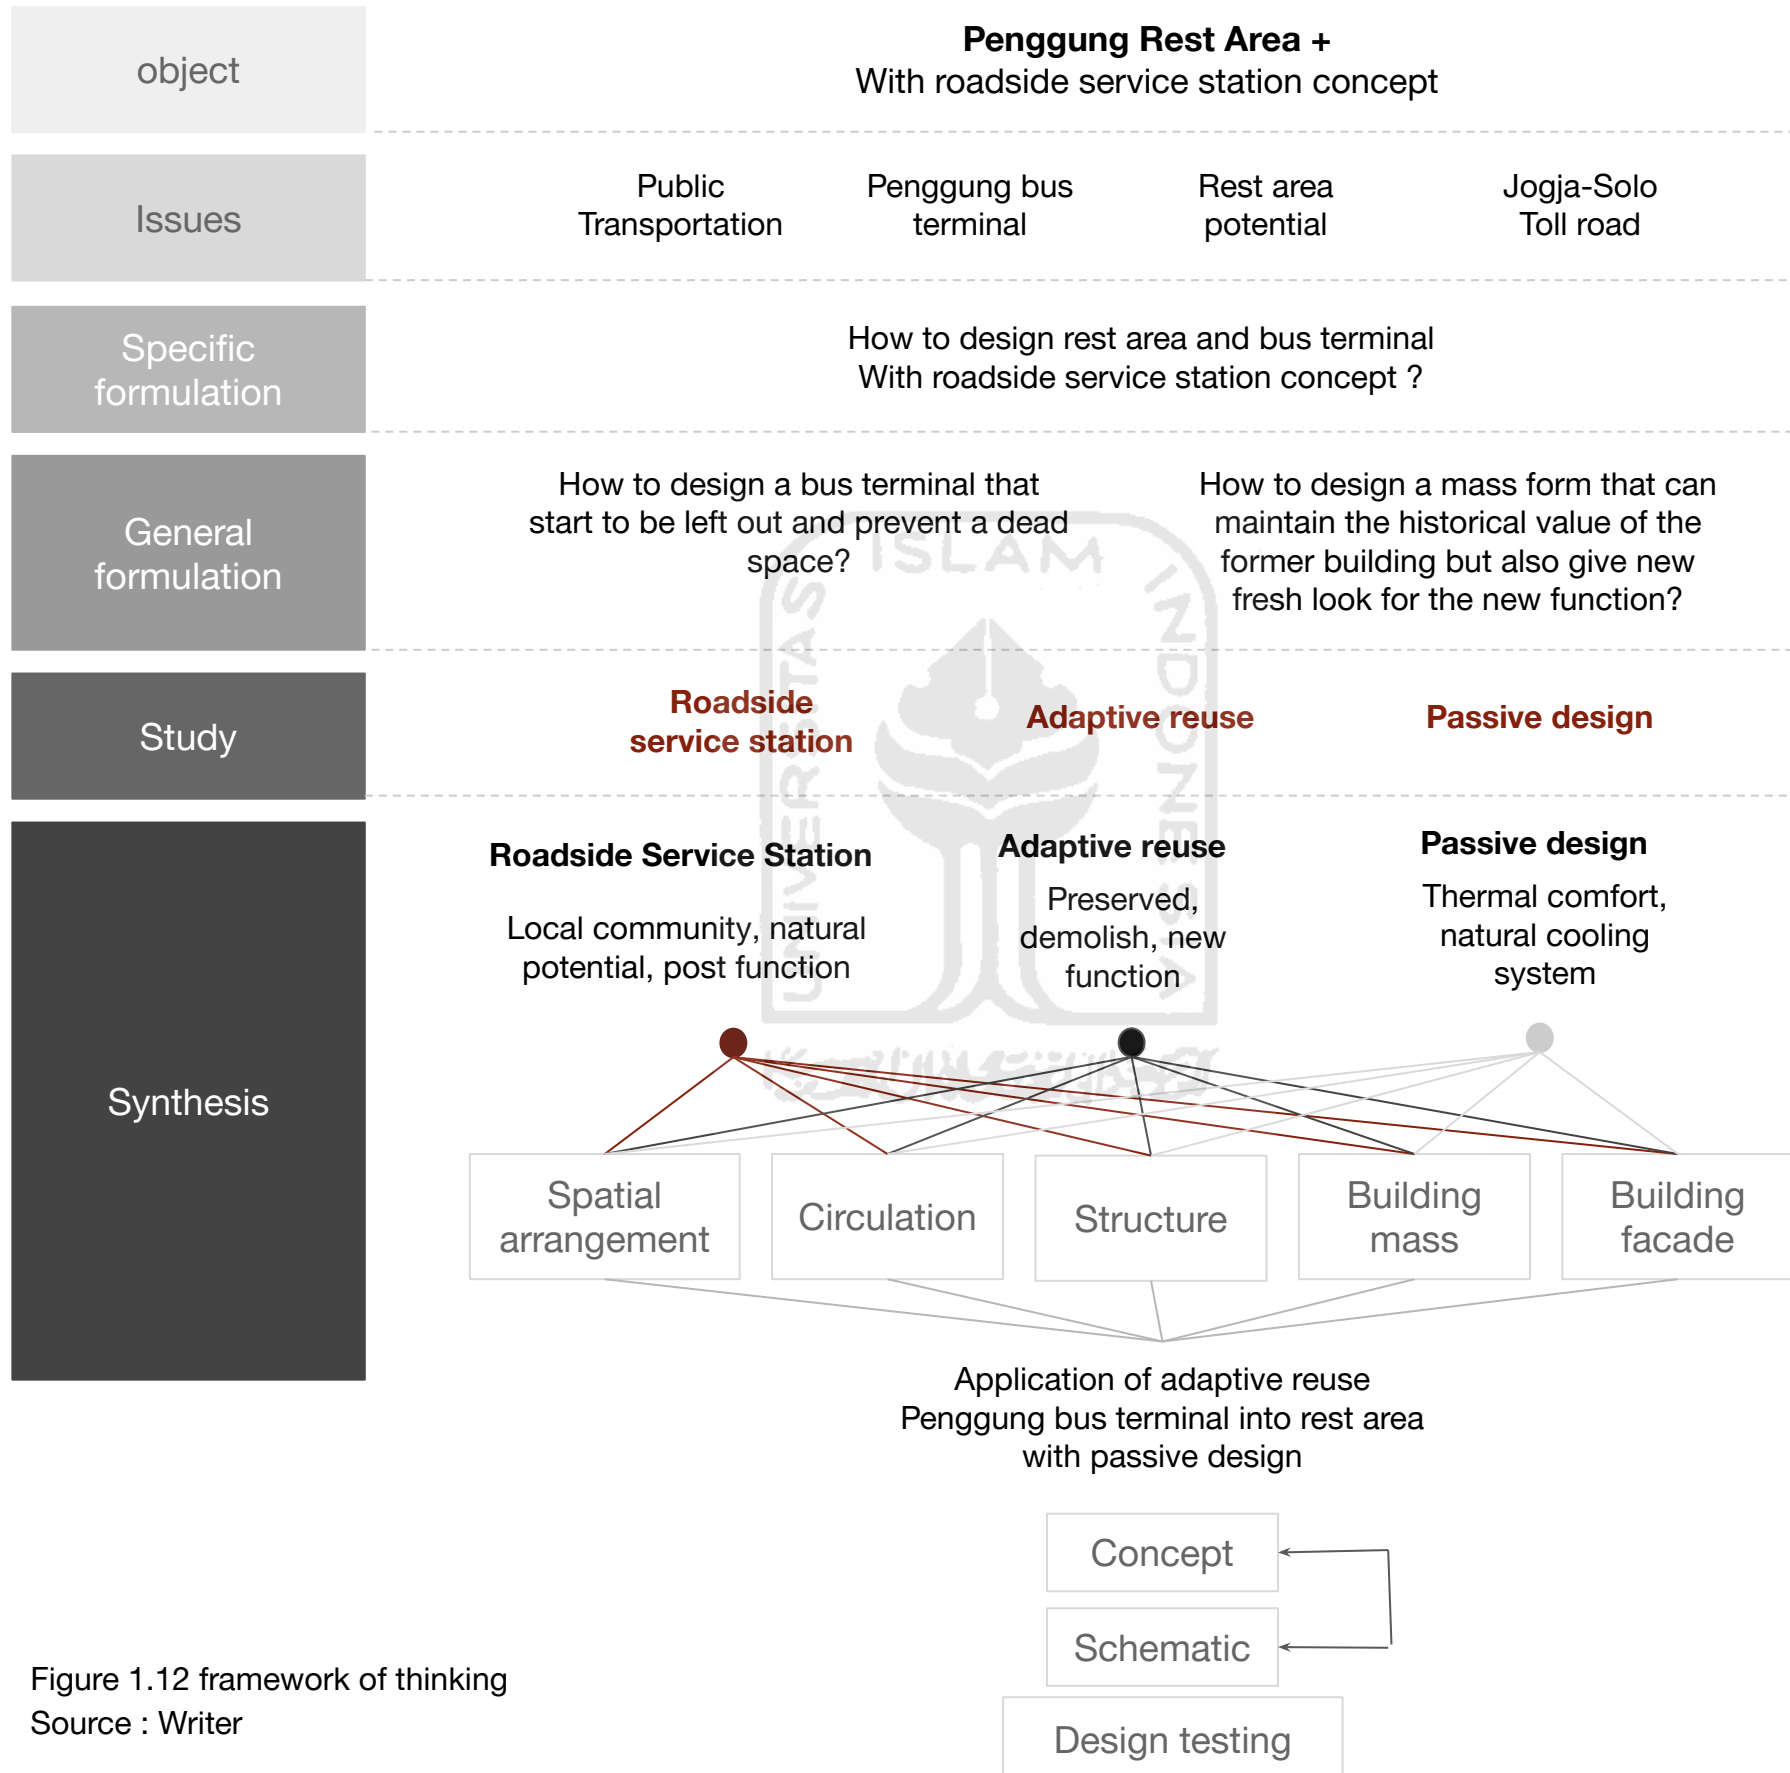 object
Penggung Rest Area +
With roadside service station concept
Issues
Public
Transportation
Penggung bus
terminal
Rest area
potential
Jogja-Solo
Toll road
Specific
formulation
How to design rest area and bus terminal
With roadside service station concept ?
General
formulation
How to design a bus terminal that
start to be left out and prevent a dead
space?
How to design a mass form that can
maintain the historical value of the
former building but also give new
fresh look for the new function?
Study
Roadside
service station
Adaptive reuse
Passive design
Synthesis
Roadside Service Station
Local community, natural
potential, post function
Adaptive reuse
Preserved,
demolish, new
function
Passive design
Thermal comfort,
natural cooling
system
Spatial
arrangement
Circulation
Structure
Building
mass
Building
facade
Application of adaptive reuse
Penggung bus terminal into rest area
with passive design
Concept
Schematic
Design testing
Figure 1.12 framework of thinking
Source : Writer
UNIVERSITAS
ISLAM
INDONESIA